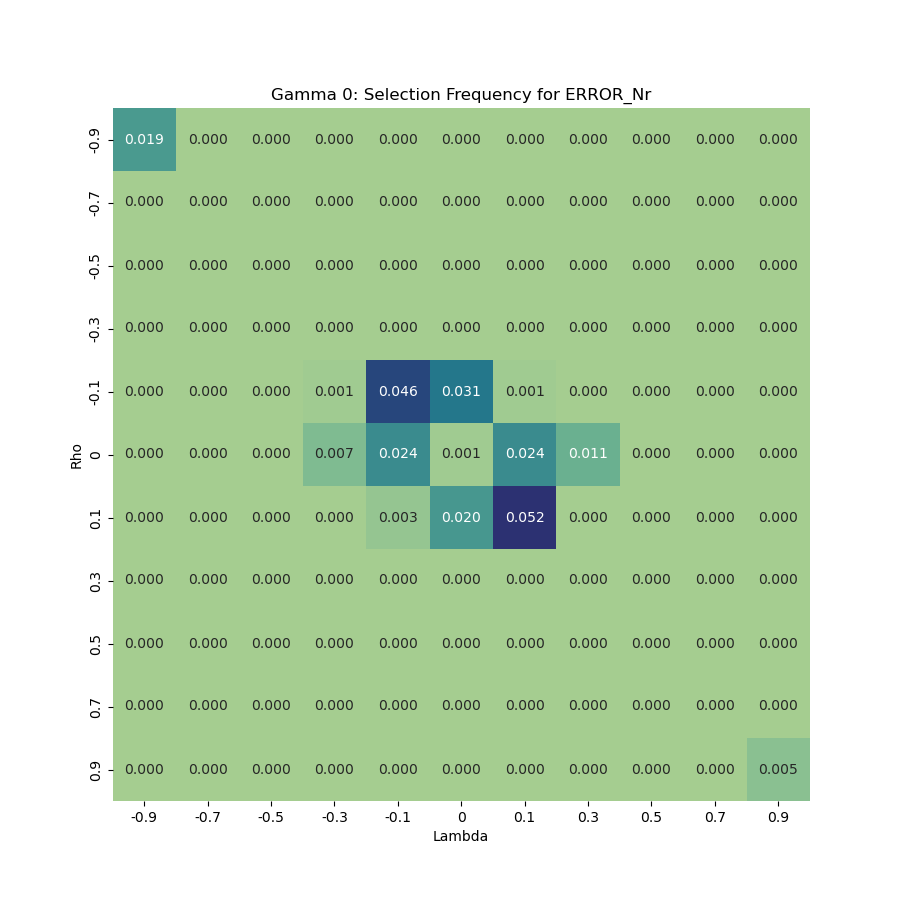 Gamma 0: Selection Frequency for ERROR_Nr
-0.9 0.019 0.000 0.000 0.000 0.000 0.000 0.000 0.000 0.000 0.000 0.000
-0.7 0.000 0.000 0.000 0.000 0.000 0.000 0.000 0.000 0.000 0.000 0.000
-0.5 0.000 0.000 0.000 0.000 0.000 0.000 0.000 0.000 0.000 0.000 0.000
-0.3 0.000 0.000 0.000 0.000 0.000 0.000 0.000 0.000 0.000 0.000 0.000
-0.1 0.000 0.000 0.000 0.001 0.046 0.031 0.001 0.000 0.000 0.000 0.000
Rho
0 0.000 0.000 0.000 0.007 0.024 0.001 0.024 0.011 0.000 0.000 0.000
0.1 0.000 0.000 0.000 0.000 0.003 0.020 0.052 0.000 0.000 0.000 0.000
0.3 0.000 0.000 0.000 0.000 0.000 0.000 0.000 0.000 0.000 0.000 0.000
0.5 0.000 0.000 0.000 0.000 0.000 0.000 0.000 0.000 0.000 0.000 0.000
0.7 0.000 0.000 0.000 0.000 0.000 0.000 0.000 0.000 0.000 0.000 0.000
0.9 0.000 0.000 0.000 0.000 0.000 0.000 0.000 0.000 0.000 0.000 0.005
-0.9 -0.7 -0.5 -0.3 -0.1 0 0.1 0.3 0.5 0.7 0.9
Lambda